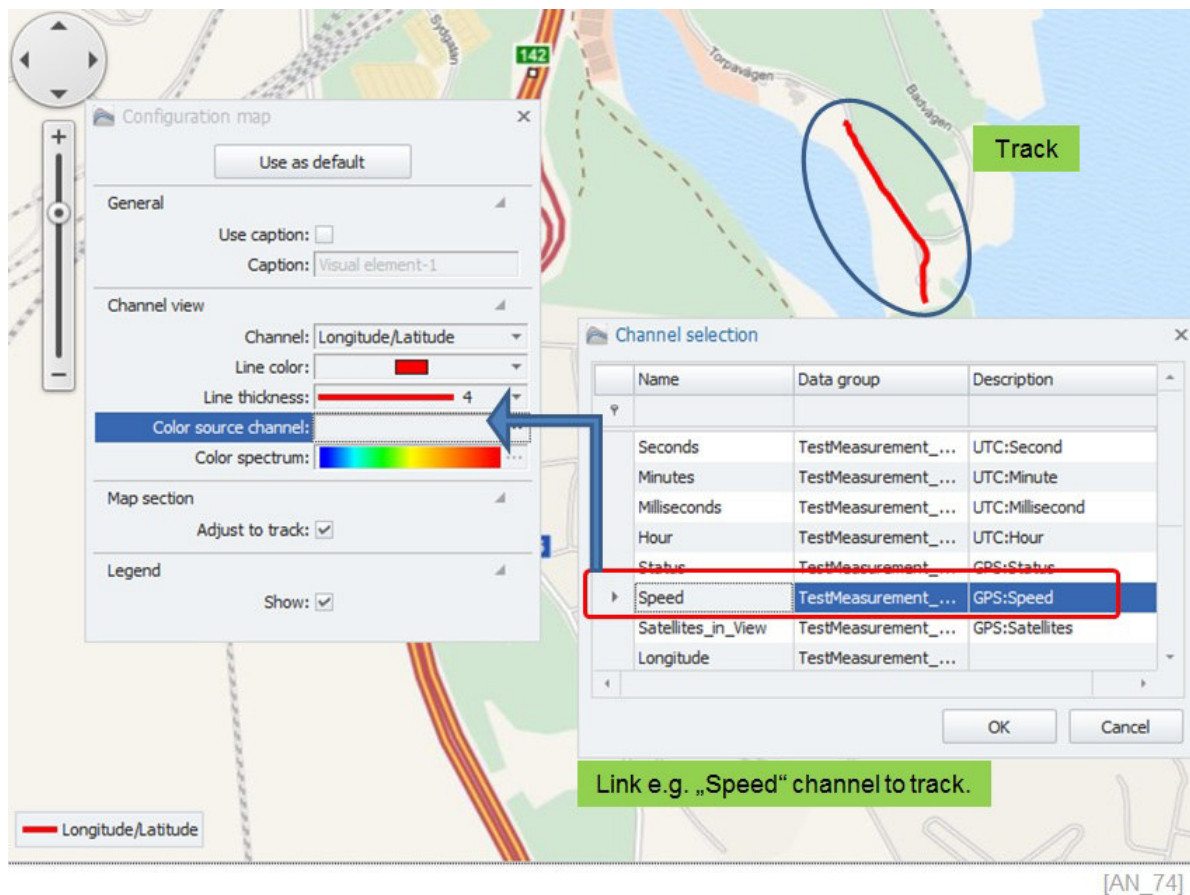 Sydgatan
142
Torpavägen
Badvägen
Track
Configuration map
Use as default
General
Use caption:
Caption: Visual element-1
Channel view
Channel: Longitude/Latitude
Line color:
Line thickness: 4
Color source channel:
Color spectrum:
Map section
Adjust to track:
Legend
Show:
Channel selection
Name Data group Description
Seconds TestMeasurement_... UTC:Second
Minutes TestMeasurement_... UTC:Minute
Milliseconds TestMeasurement_... UTC:Millisecond
Hour TestMeasurement_... UTC:Hour
Status TestMeasurement_... GPS:Status
Speed TestMeasurement_... GPS:Speed
Satellites_in_View TestMeasurement_... GPS:Satellites
Longitude TestMeasurement_...
OK Cancel
Link e.g. „Speed“ channel to track.
Longitude/Latitude
[AN_74]